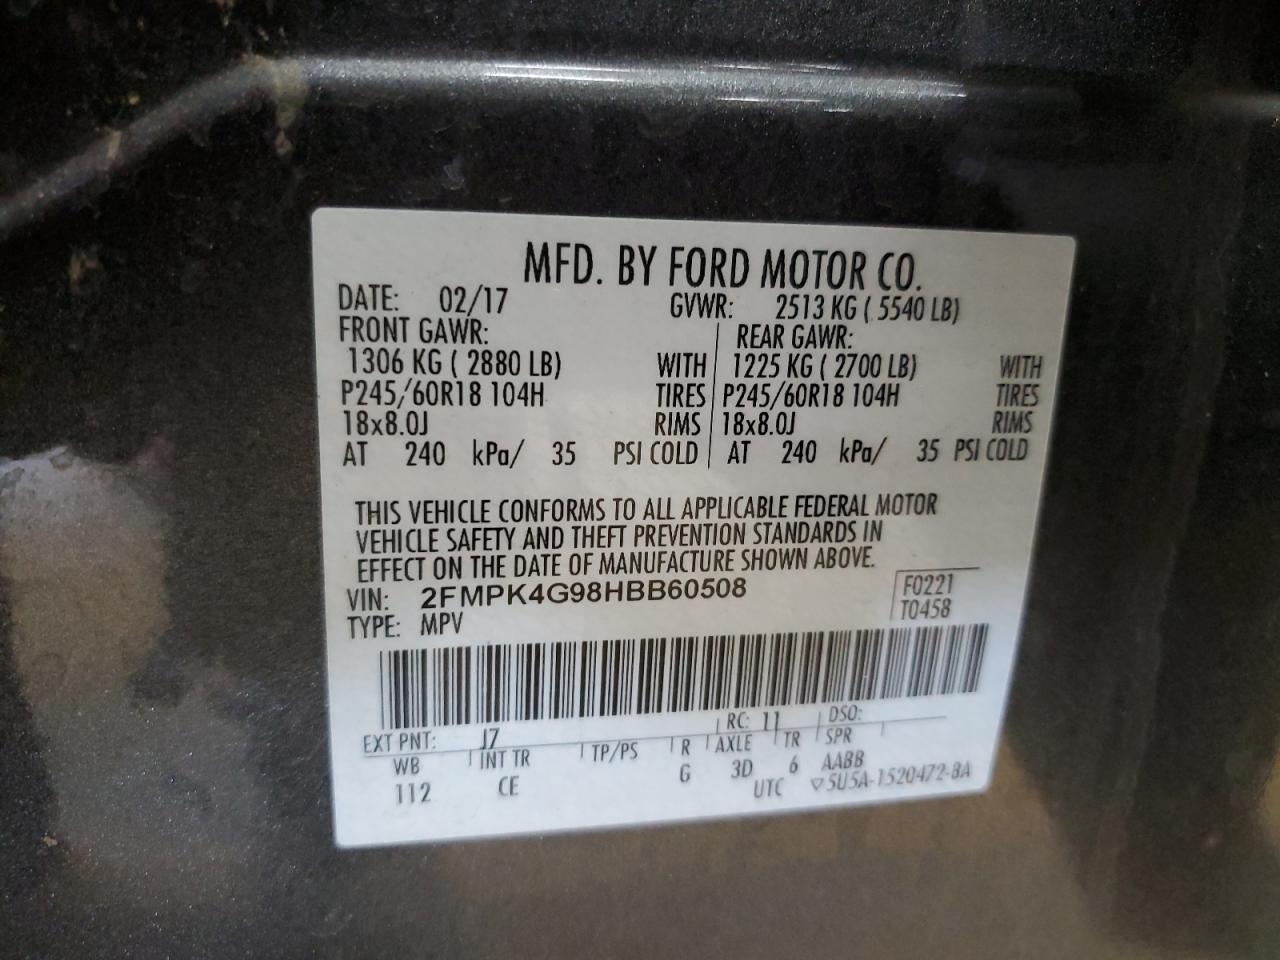 MFD. BY FORD MOTOR CO.
DATE: 02/17 GVWR: 2513 KG ( 5540 LB)
FRONT GAWR: REAR GAWR:
1306 KG ( 2880 LB) WITH 1225 KG ( 2700 LB) WITH
P245/60R18 104H TIRES P245/60R18 104H TIRES
18x8.0J RIMS 18x8.0J RIMS
AT 240 kPa/ 35 PSI COLD AT 240 kPa/ 35 PSI COLD
THIS VEHICLE CONFORMS TO ALL APPLICABLE FEDERAL MOTOR
VEHICLE SAFETY AND THEFT PREVENTION STANDARDS IN
EFFECT ON THE DATE OF MANUFACTURE SHOWN ABOVE.
VIN: 2FMPK4G98HBB60508 F0221
TYPE: MPV T0458
EXT PNT: J7 RC: 11 DSO:
WB INT TR TP/PS R AXLE TR SPR
112 CE G 3D 6 AABB
UTC ▽5U5A-1520472-BA